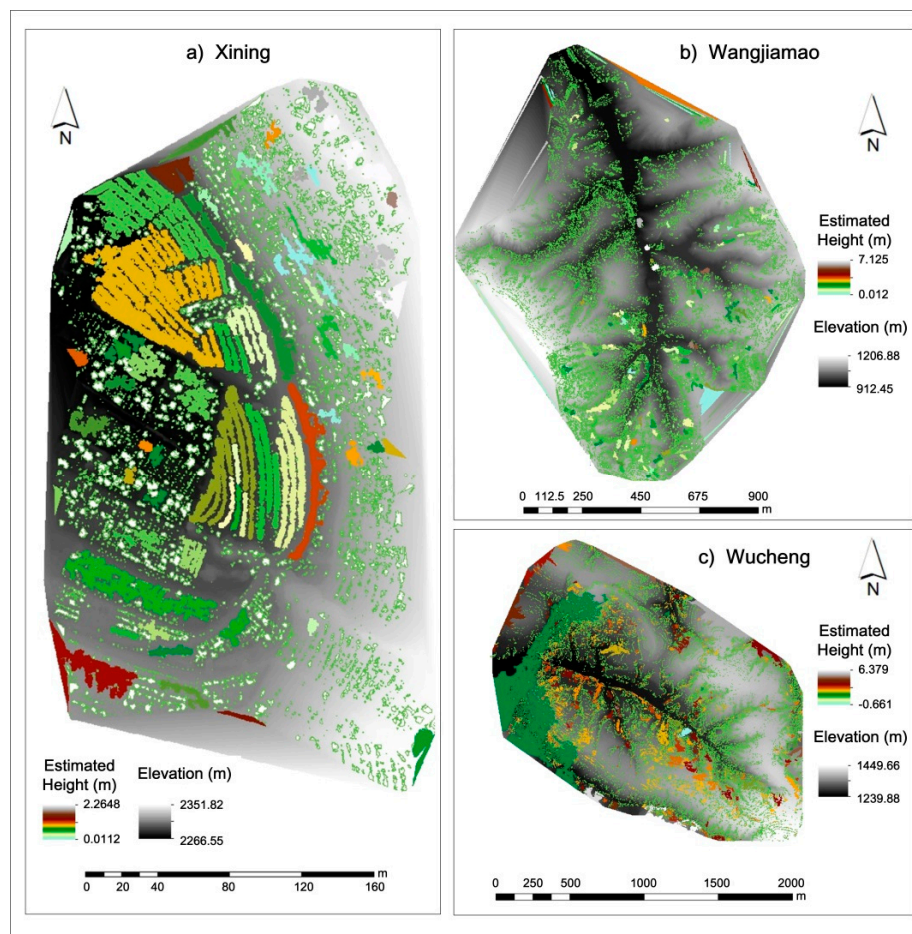 a) Xining
N
Estimated
Height (m)
2.2648
0.0112
Elevation (m)
2351.82
2266.55
0 20 40 80 120 160
m
b) Wangjiamao
N
Estimated
Height (m)
7.125
0.012
Elevation (m)
1206.88
912.45
0 112.5 250 450 675 900
m
c) Wucheng
N
Estimated
Height (m)
6.379
-0.661
Elevation (m)
1449.66
1239.88
0 250 500 1000 1500 2000
m